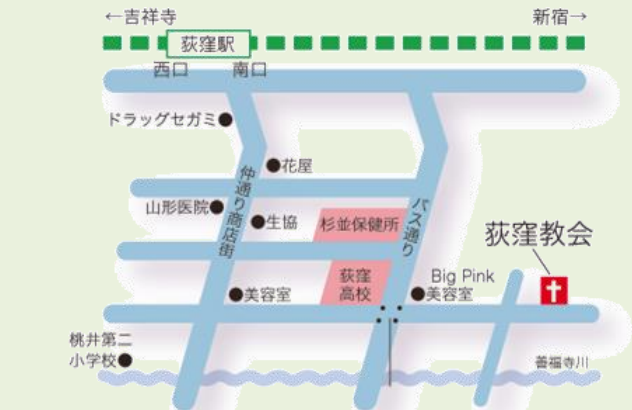 ←吉祥寺
新宿→
荻窪駅
西口
南口
ドラッグセガミ
花屋
仲通り商店街
山形医院
生協
杉並保健所
バス通り
荻窪教会
荻窪
高校
Big Pink
美容室
美容室
桃井第二
小学校
善福寺川